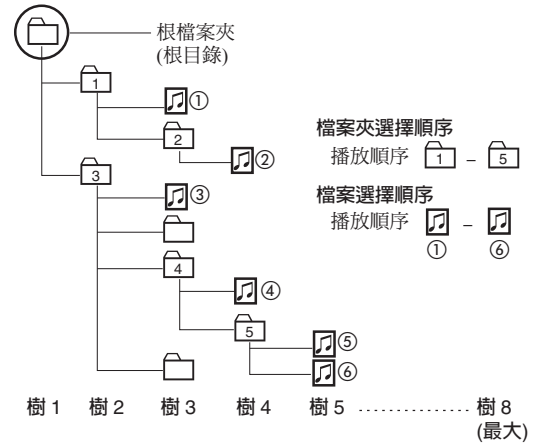 根檔案夾
(根目錄)
1
①
2
②
檔案夾選擇順序
播放順序 1 – 5
3
③
檔案選擇順序
播放順序 –
① ⑥
4
④
5
⑤
⑥
樹 1 樹 2 樹 3 樹 4 樹 5 ............... 樹 8
(最大)